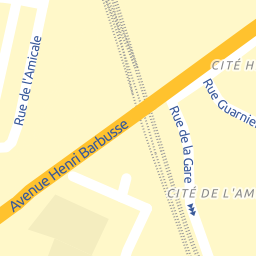 Rue de l'Amicale
CITÉ H
Rue Guarnie
Rue de la Gare
Avenue Henri Barbusse
CITÉ DE L'AM